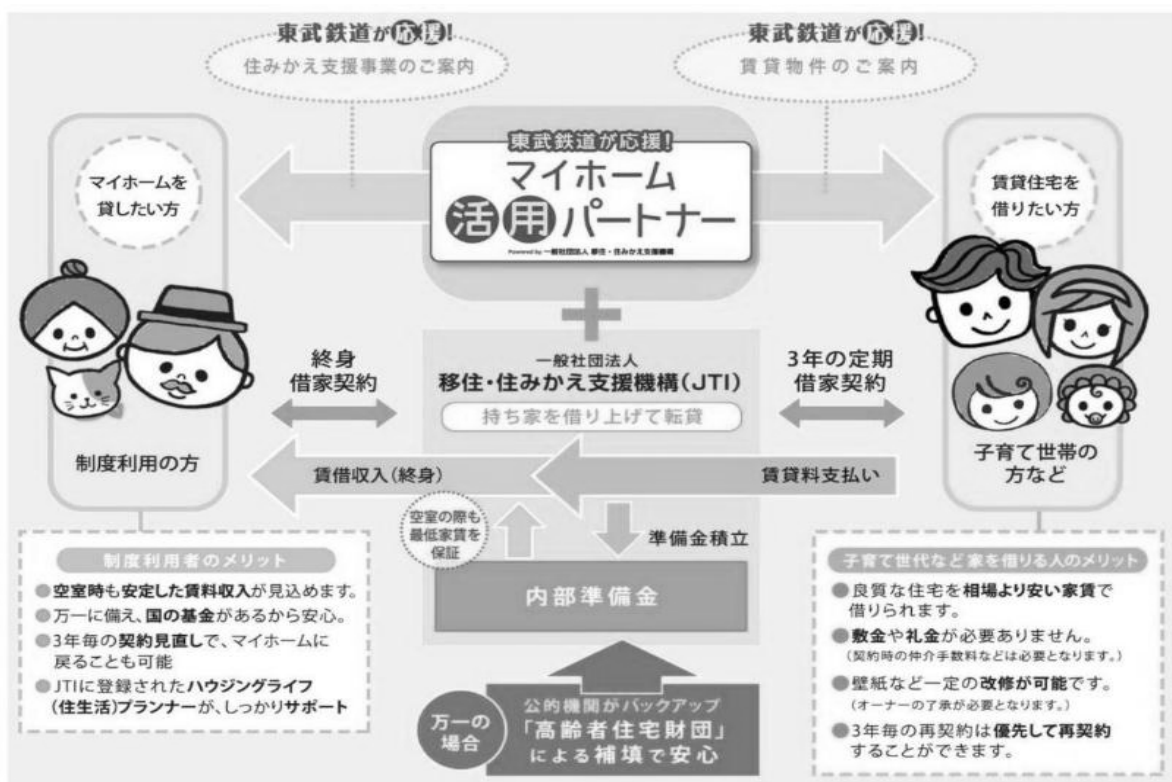 東武鉄道が応援!
住みかえ支援事業のご案内
東武鉄道が応援!
賃貸物件のご案内
マイホームを
貸したい方
東武鉄道が応援!
マイホーム
活用パートナー
Powered by 一般社団法人 移住・住みかえ支援機構
賃貸住宅を
借りたい方
終身
借家契約
一般社団法人
移住・住みかえ支援機構(JTI)
持ち家を借り上げて転貸
3年の定期
借家契約
制度利用の方
子育て世帯の
方など
賃借収入(終身)
賃貸料支払い
空室の際も
最低家賃を
保証
準備金積立
内部準備金
万一の
場合
公的機関がバックアップ
「高齢者住宅財団」
による補填で安心
制度利用者のメリット
●空室時も安定した賃料収入が見込めます。
●万一に備え、国の基金があるから安心。
●3年毎の契約見直しで、マイホームに
戻ることも可能
●JTIに登録されたハウジングライフ
(住生活)プランナーが、しっかりサポート
子育て世代など家を借りる人のメリット
●良質な住宅を相場より安い家賃で
借りられます。
●敷金や礼金が必要ありません。
(契約時の仲介手数料などは必要となります。)
●壁紙など一定の改修が可能です。
(オーナーの了承が必要となります。)
●3年毎の再契約は優先して再契約
することができます。